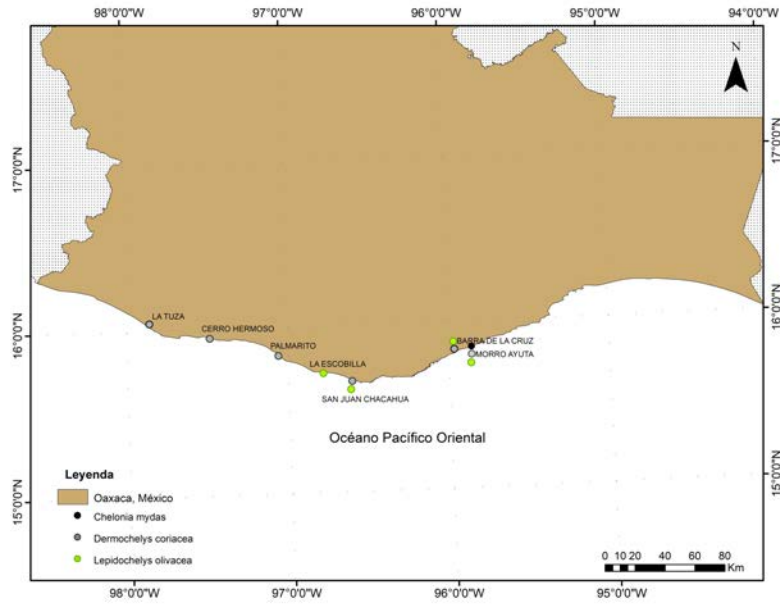 98°0'0"W 97°0'0"W 96°0'0"W 95°0'0"W 94°0'0"W
N
17°0'0"N
17°0'0"N
16°0'0"N
16°0'0"N
15°0'0"N
15°0'0"N
LA TUZA
CERRO HERMOSO
PALMARITO
LA ESCOBILLA
SAN JUAN CHACAHUA
BARRA DE LA CRUZ
MORRO AYUTA
Océano Pacífico Oriental
Leyenda
Oaxaca, México
Chelonia mydas
Dermochelys coriacea
Lepidochelys olivacea
0 10 20 40 60 80
Km
98°0'0"W 97°0'0"W 96°0'0"W 95°0'0"W